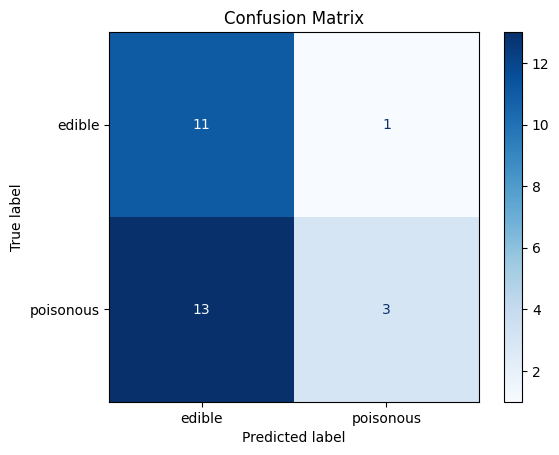 Confusion Matrix
edible
poisonous
True label
11
1
13
3
edible
poisonous
Predicted label
12
10
8
6
4
2